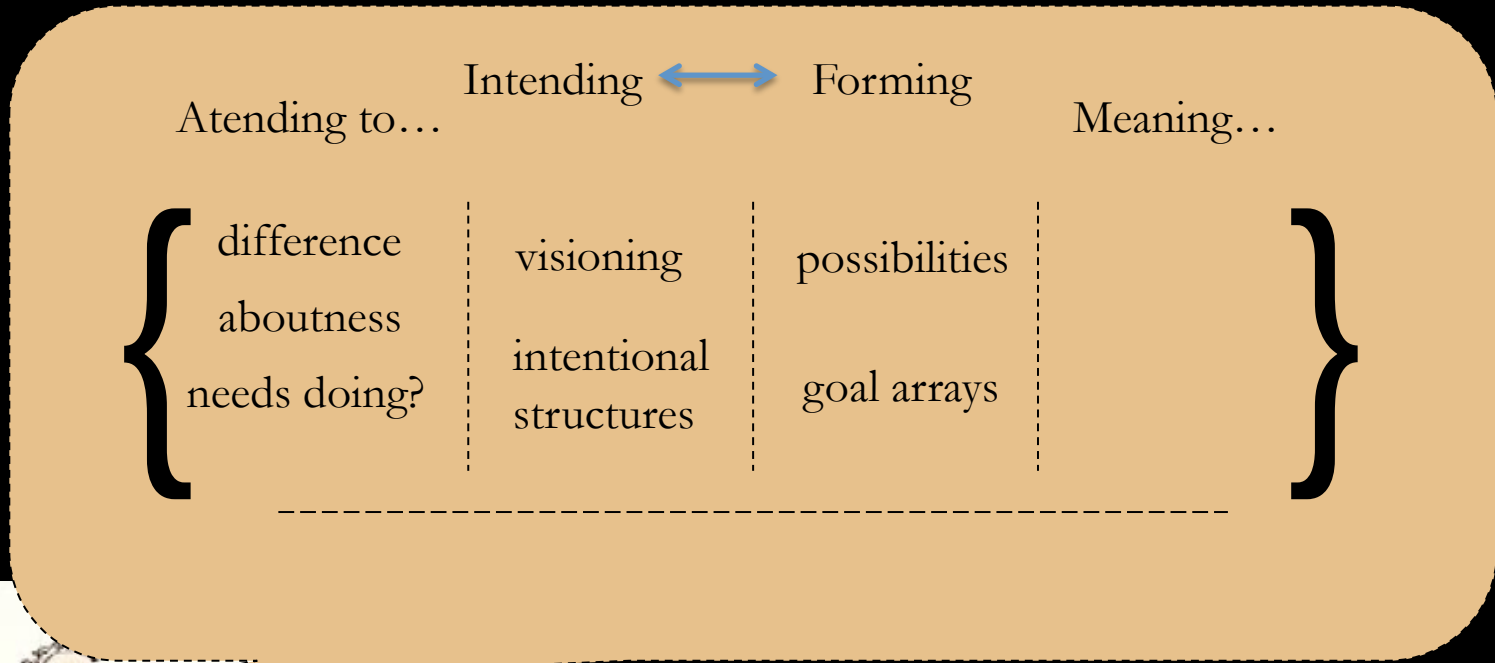 Intending Forming
Atending to… Meaning…
difference
aboutness
needs doing?
visioning
intentional
structures
possibilities
goal arrays